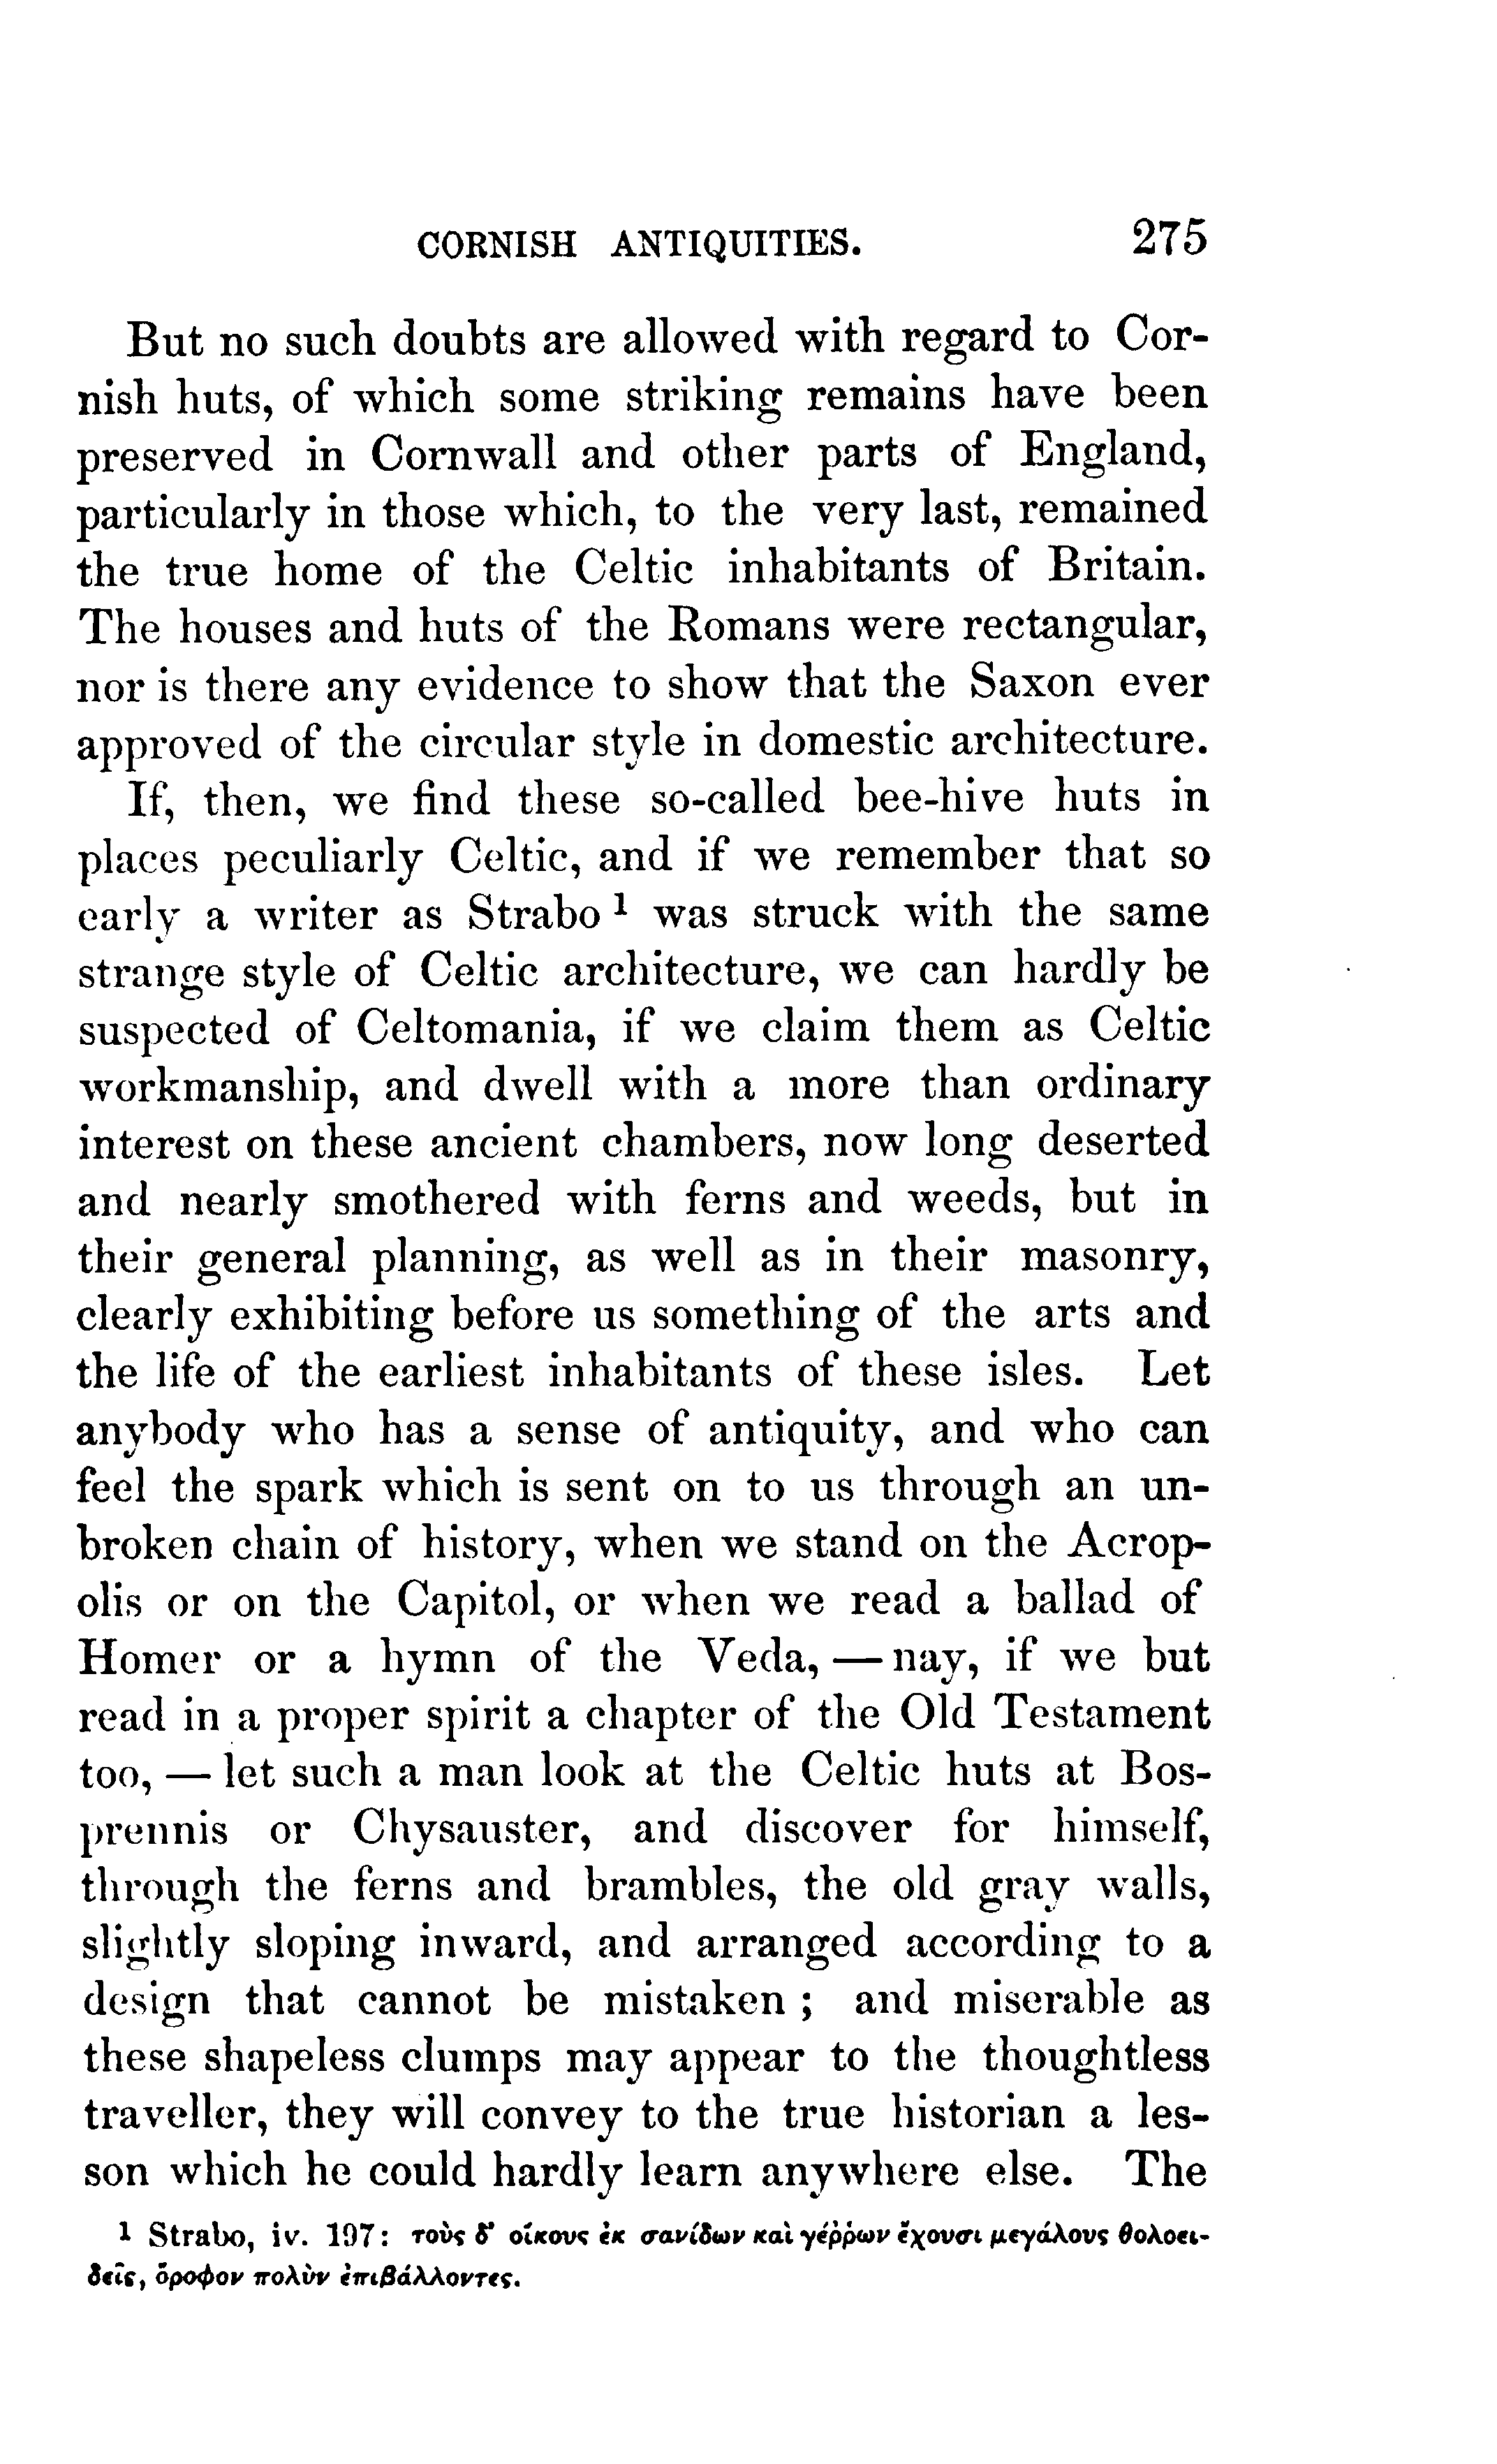 CORNISH ANTIQUITIES. 275
But no such doubts are allowed with regard to Cor-
nish huts, of which some striking remains have been
preserved in Cornwall and other parts of England,
particularly in those which, to the very last, remained
the true home of the Celtic inhabitants of Britain.
The houses and huts of the Romans were rectangular,
nor is there any evidence to show that the Saxon ever
approved of the circular style in domestic architecture.
If, then, we find these so-called bee-hive huts in
places peculiarly Celtic, and if we remember that so
early a writer as Strabo ¹ was struck with the same
strange style of Celtic architecture, we can hardly be
suspected of Celtomania, if we claim them as Celtic
workmanship, and dwell with a more than ordinary
interest on these ancient chambers, now long deserted
and nearly smothered with ferns and weeds, but in
their general planning, as well as in their masonry,
clearly exhibiting before us something of the arts and
the life of the earliest inhabitants of these isles. Let
anybody who has a sense of antiquity, and who can
feel the spark which is sent on to us through an un-
broken chain of history, when we stand on the Acrop-
olis or on the Capitol, or when we read a ballad of
Homer or a hymn of the Veda, — nay, if we but
read in a proper spirit a chapter of the Old Testament
too, — let such a man look at the Celtic huts at Bos-
prennis or Chysauster, and discover for himself,
through the ferns and brambles, the old gray walls,
slightly sloping inward, and arranged according to a
design that cannot be mistaken ; and miserable as
these shapeless clumps may appear to the thoughtless
traveller, they will convey to the true historian a les-
son which he could hardly learn anywhere else. The
¹ Strabo, iv. 197: τοὺς δ' οἴκους ἐκ σανίδων καὶ γέῤῥων ἔχουσι μεγάλους θολοει-
δεῖς, ὄροφον πολὺν ἐπιβάλλοντες.